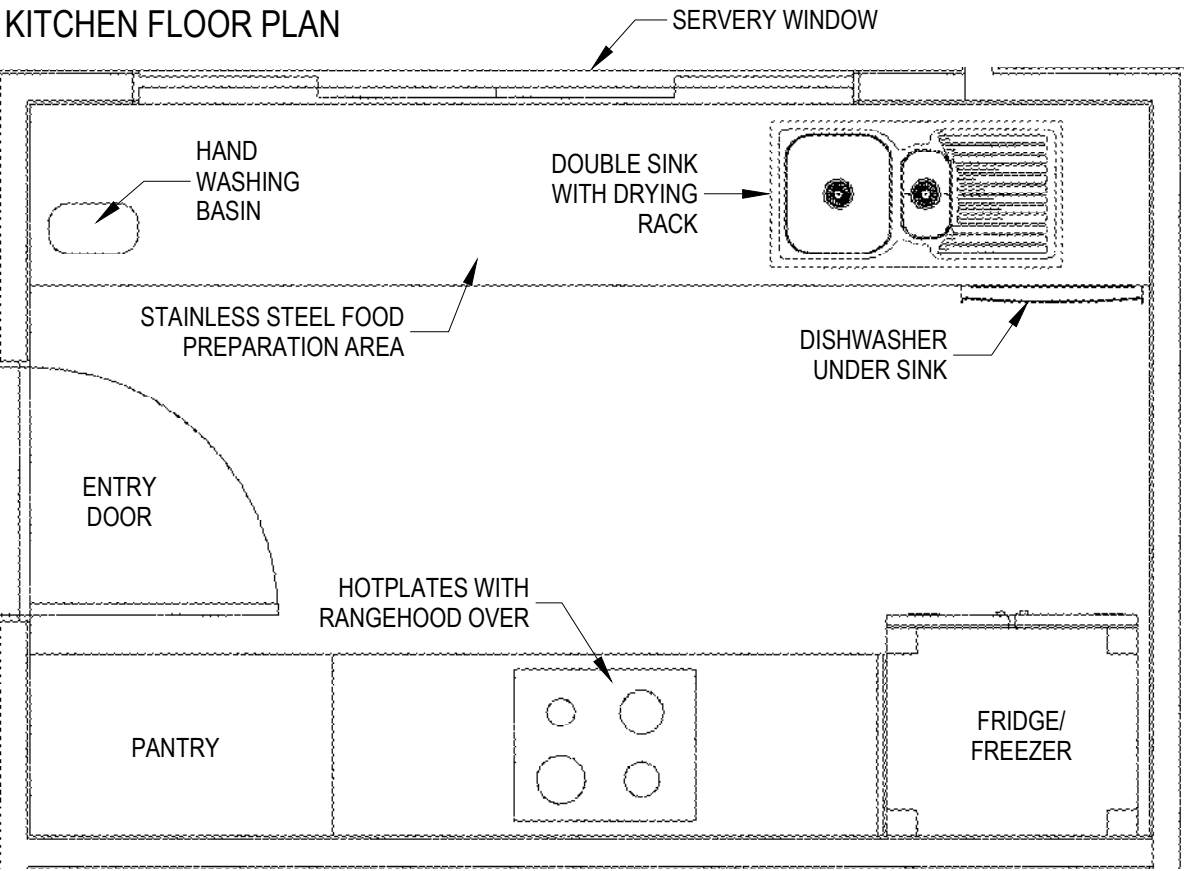 KITCHEN FLOOR PLAN
SERVERY WINDOW
HAND
WASHING
BASIN
DOUBLE SINK
WITH DRYING
RACK
STAINLESS STEEL FOOD
PREPARATION AREA
DISHWASHER
UNDER SINK
ENTRY
DOOR
HOTPLATES WITH
RANGEHOOD OVER
PANTRY
FRIDGE/
FREEZER